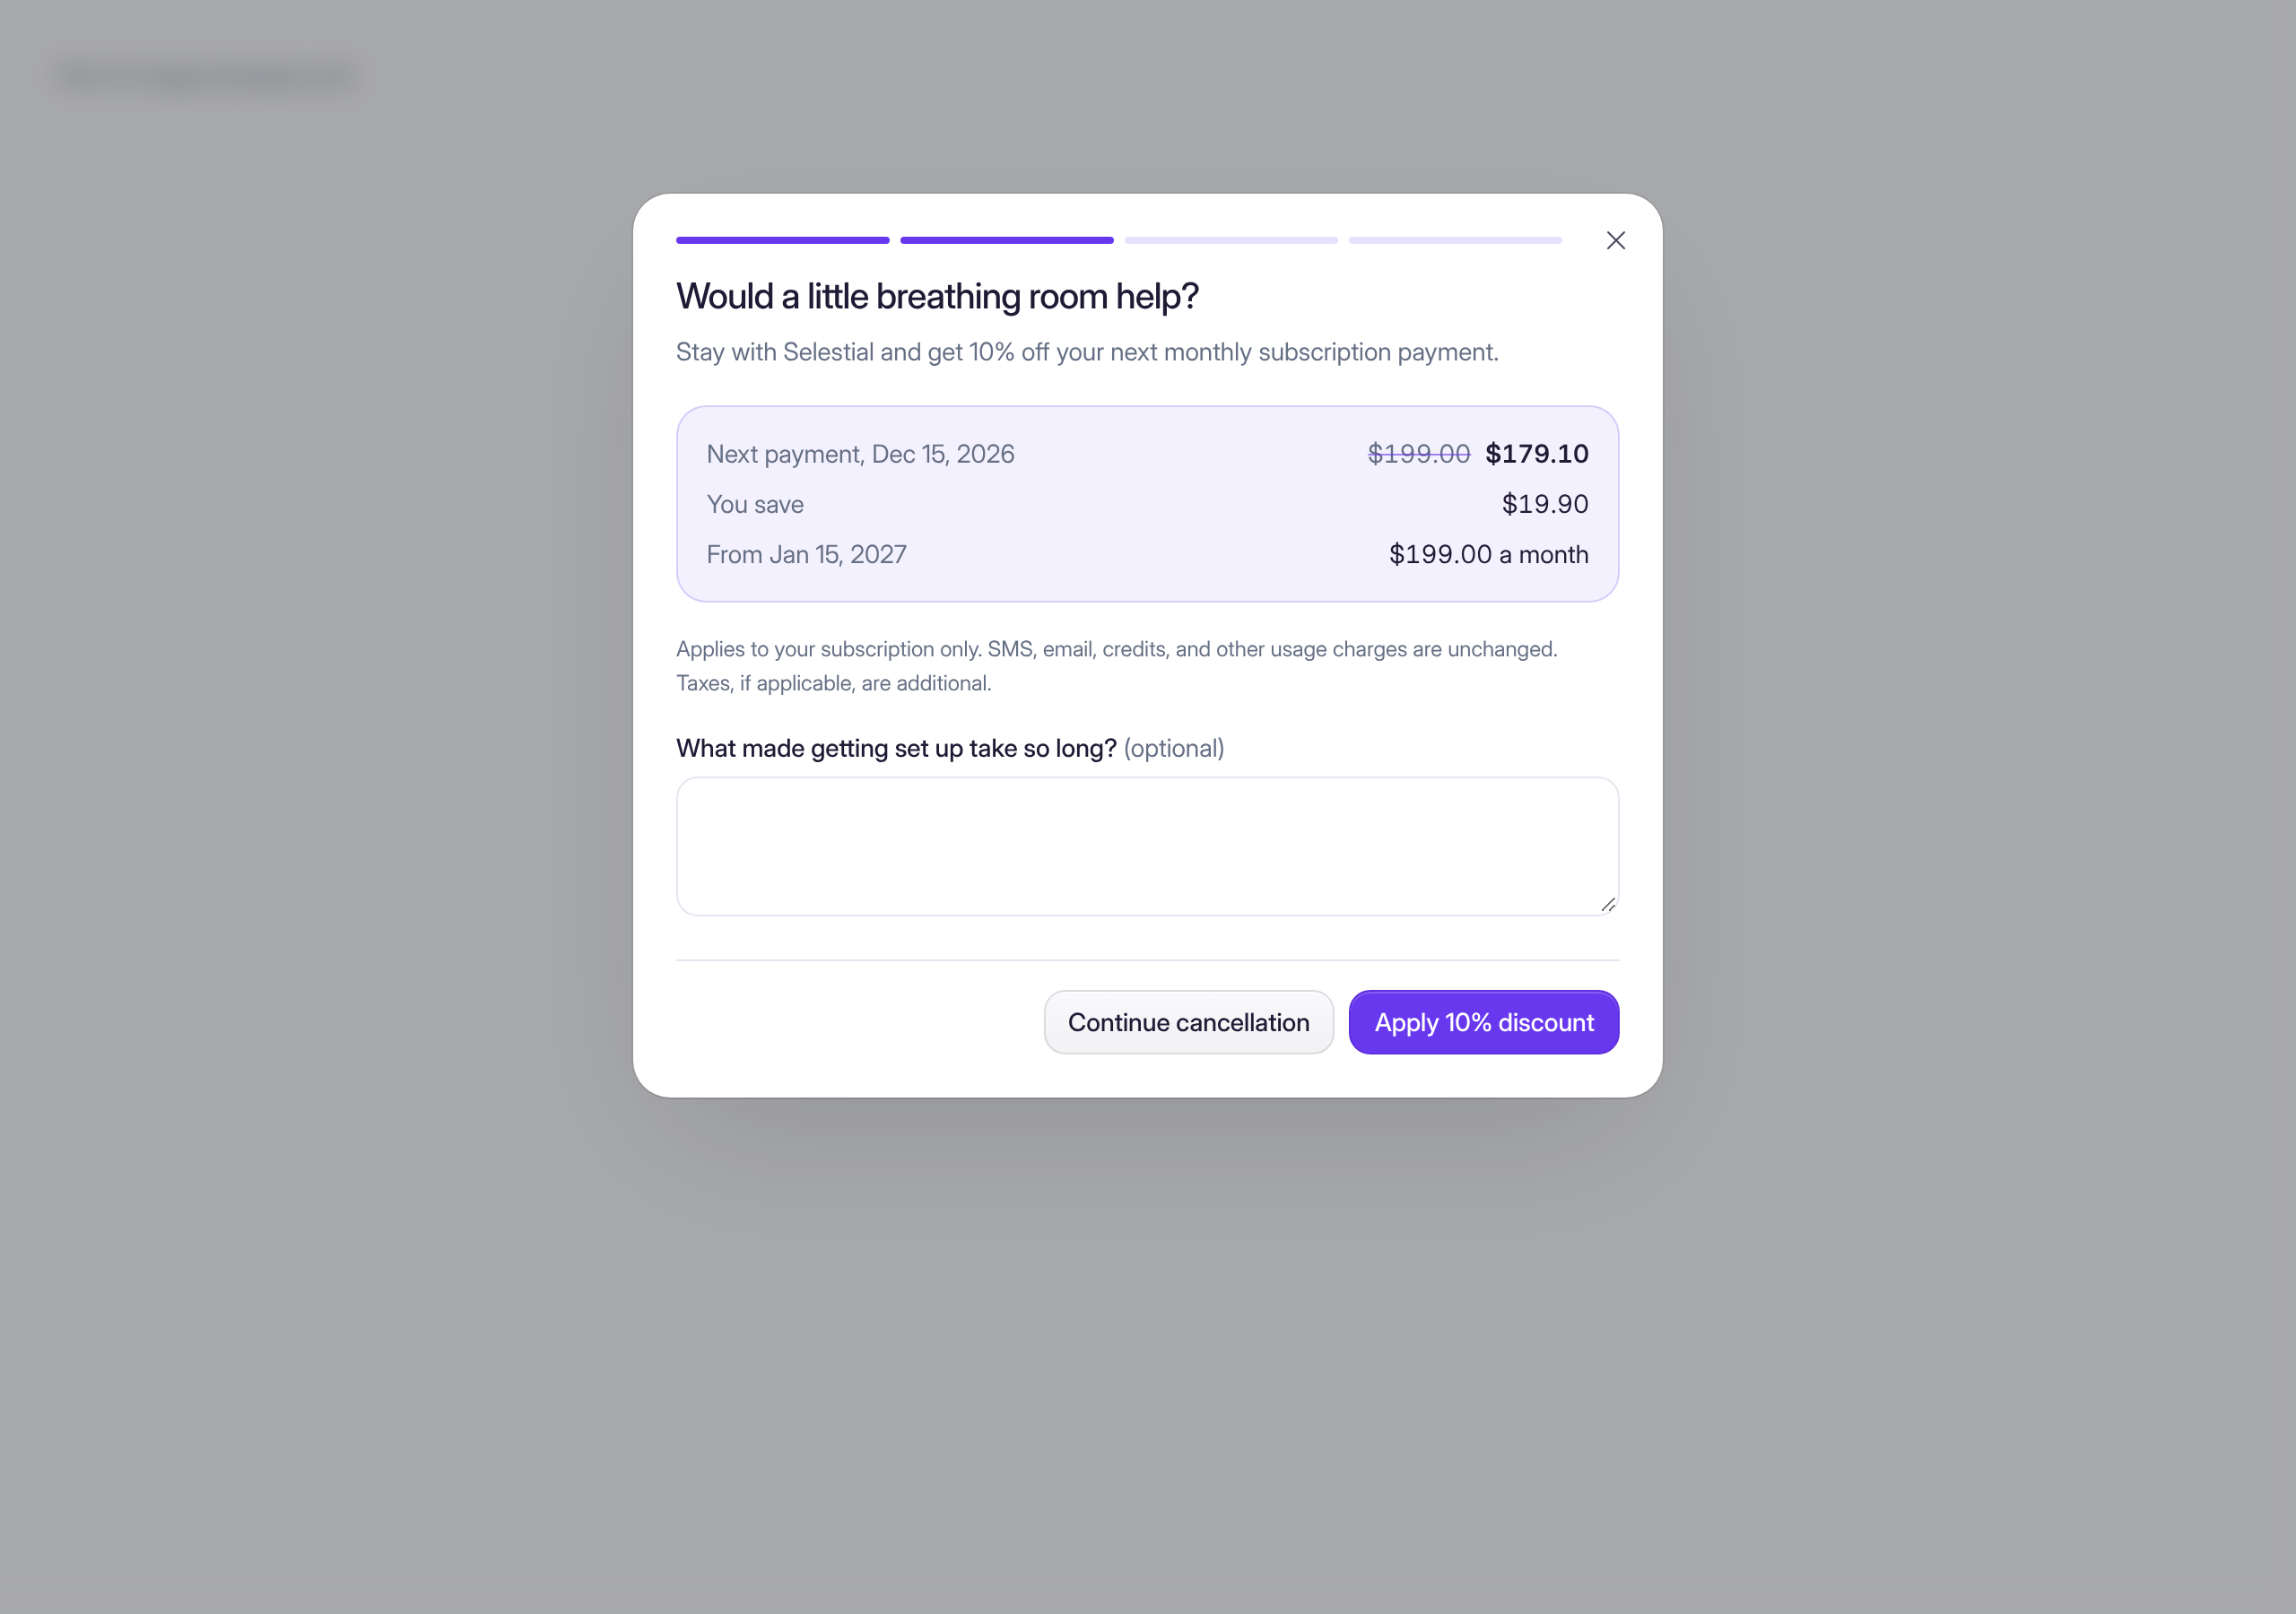 Would a little breathing room help?
Stay with Selestial and get 10% off your next monthly subscription payment.
Next payment, Dec 15, 2026 $199.00 $179.10
You save $19.90
From Jan 15, 2027 $199.00 a month
Applies to your subscription only. SMS, email, credits, and other usage charges are unchanged.
Taxes, if applicable, are additional.
What made getting set up take so long? (optional)
Continue cancellation Apply 10% discount